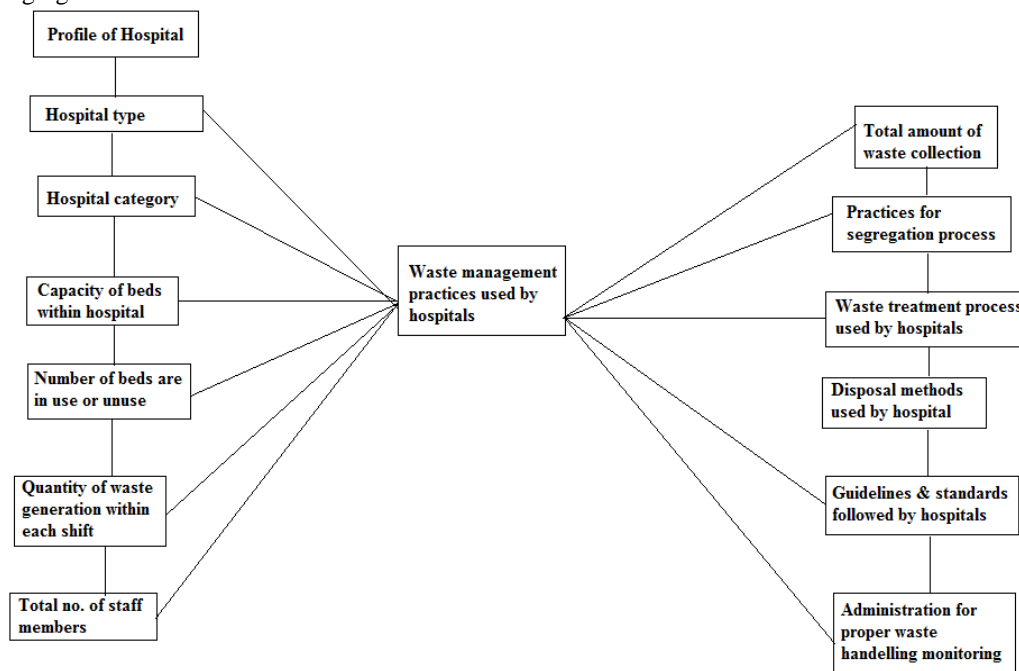 Profile of Hospital
Hospital type
Hospital category
Capacity of beds
within hospital
Number of beds are
in use or unuse
Quantity of waste
generation within
each shift
Total no. of staff
members
Waste management
practices used by
hospitals
Total amount of
waste collection
Practices for
segregation process
Waste treatment process
used by hospitals
Disposal methods
used by hospital
Guidelines & standards
followed by hospitals
Administration for
proper waste
handelling monitoring